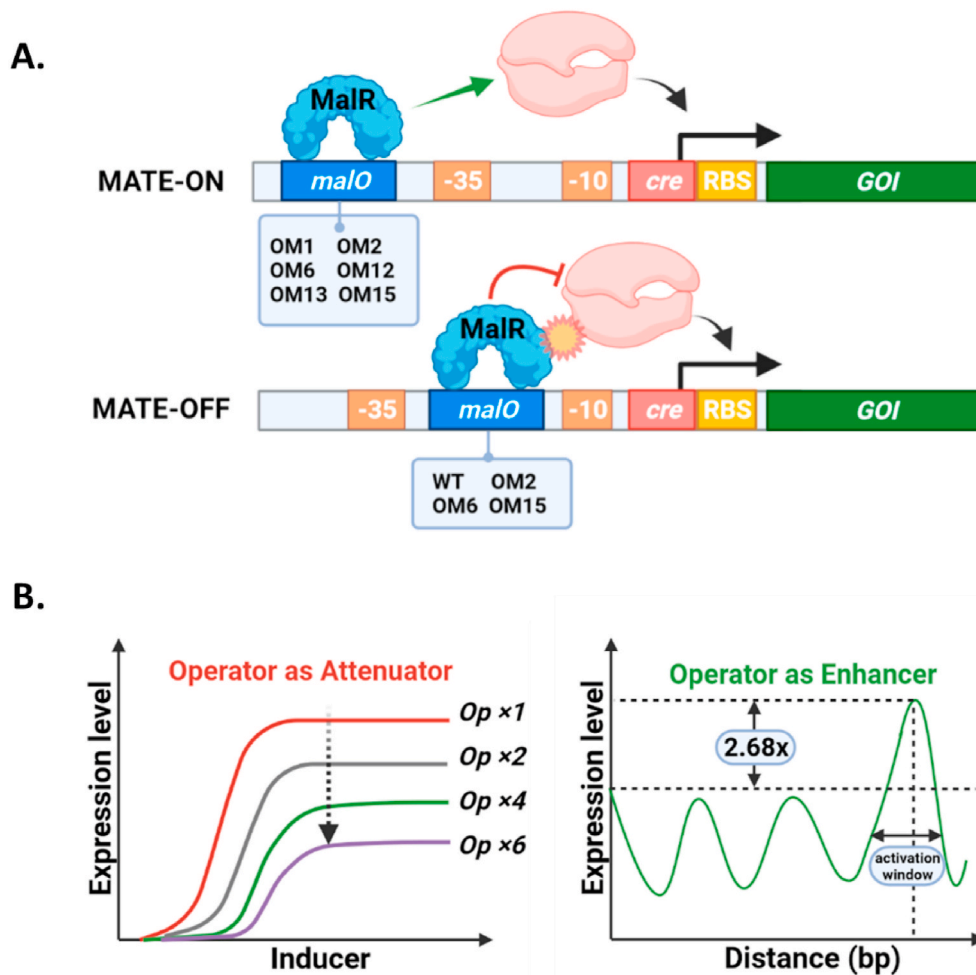 A.
MalR
MATE-ON
malO
-35
-10
cre
RBS
GOI
OM1 OM2
OM6 OM12
OM13 OM15
MalR
MATE-OFF
-35
malO
-10
cre
RBS
GOI
WT OM2
OM6 OM15
B.
Expression level
Operator as Attenuator
Op ×1
Op ×2
Op ×4
Op ×6
Inducer
Expression level
Operator as Enhancer
2.68x
activation
window
Distance (bp)